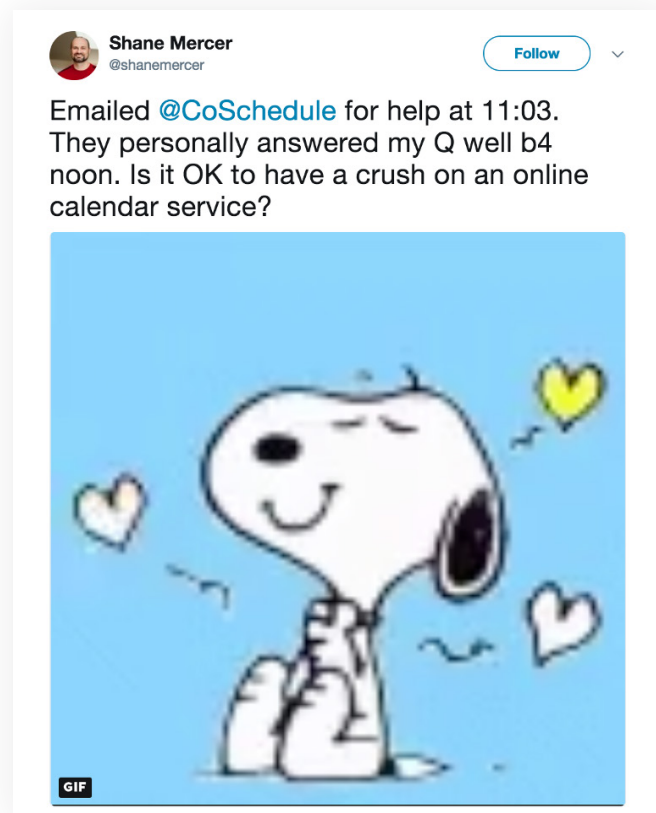 Shane Mercer
@shanemercer
Follow
Emailed @CoSchedule for help at 11:03.
They personally answered my Q well b4
noon. Is it OK to have a crush on an online
calendar service?
GIF